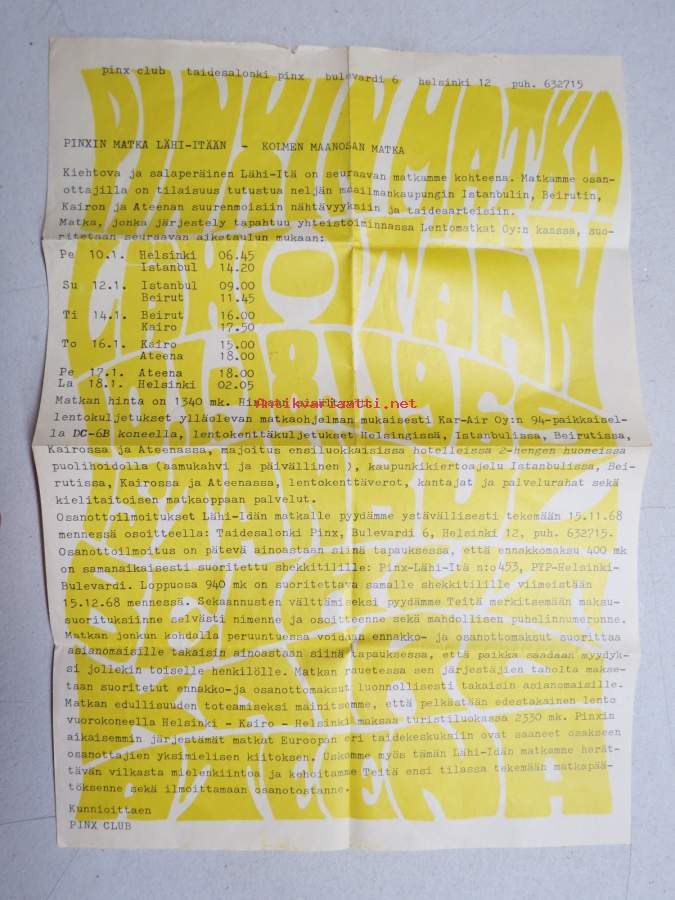 pinx club   taidesalonki pinx   bulevardi 6   helsinki 12   puh. 632715
PINXIN MATKA LÄHI-ITÄÄN - KOLMEN MAANOSAN MATKA
Kiehtova ja salaperäinen Lähi-Itä on seuraavan matkamme kohteena. Matkamme osan-
ottajilla on tilaisuus tutustua neljän maailmankaupungin Istanbulin, Beirutin,
Kairon ja Ateenan suurenmoisiin nähtävyyksiin ja taideaarteisiin.
Matka, jonka järjestely tapahtuu yhteistoiminnassa Lentomatkat Oy:n kanssa, suo-
ritetaan seuraavan aiketaulun mukaan:
Pe 10.1. Helsinki 06.45
Istanbul 14.20
Su 12.1. Istanbul 09.00
Beirut 11.45
Ti 14.1. Beirut 16.00
Kairo 17.50
To 16.1. Kairo 15.00
Ateena 18.00
Pe 17.1. Ateena 18.00
La 18.1. Helsinki 02.05
Matkan hinta on 1340 mk.
Antikvariaatti.net
lentokuljetukset ylläolevan matkaohjelman mukaisesti Kar-Air Oy:n 94-paikkaisel-
la DC-6B koneella, lentokenttäkuljetukset Helsingissä, Istanbulissa, Beirutissa,
Kairossa ja Ateenassa, majoitus ensiluokkaisissa hotelleissa 2-hengen huoneissa
puolihoidolla (aamukahvi ja päivällinen ), kaupunkikiertoajelu Istanbulissa, Bei-
rutissa, Kairossa ja Ateenassa, lentokenttäverot, kantajat ja palvelurahat sekä
kielitaitoisen matkaoppaan palvelut.
Osanottoilmoitukset Lähi-Idän matkalle pyydämme ystävällisesti tekemään 15.11.68
mennessä osoitteella: Taidesalonki Pinx, Bulevardi 6, Helsinki 12, puh. 632715.
Osanottoilmoitus on pätevä ainoastaan siinä tapauksessa, että ennakkomaksu 400 mk
on samanaikaisesti suoritettu shekkitilille: Pinx-Lähi-Itä n:o 453, PYP-Helsinki-
Bulevardi. Loppuosa 940 mk on suoritettava samalle shekkitilille viimeistään
15.12.68 mennessä. Sekaannusten välttämiseksi pyydämme Teitä merkitsemään maksu-
suorituksiinne selvästi nimenne ja osoitteenne sekä mahdollisen puhelinnumeronne.
Matkan jonkun kohdalla peruuntuessa voidaan ennakko- ja osanottomaksut suorittaa
asianomaisille takaisin ainoastaan siinä tapauksessa, että paikka saadaan myydyk-
si jollekin toiselle henkilölle. Matkan rauetessa sen järjestäjien taholta makse-
taan suoritetut ennakko-ja osanottomaksut luonnollisesti takaisin asianomaisille.
Matkan edullisuuden toteamiseksi mainitsemme, että pelkästään edestakainen lento
vuorokoneella Helsinki - Kairo - Helsinki maksaa turistiluokassa 2330 mk. Pinxin
aikaisemmin järjestämät matkat Euroopan eri taidekeskuksiin ovat saaneet osakseen
osanottajien yksimielisen kiitoksen. Uskomme myös tämän Lähi-Idän matkamme herät-
tävän vilkasta mielenkiintoa ja kehoitamme Teitä ensi tilassa tekemään matkapää-
töksenne sekä ilmoittamaan osanotostanne.
Kunnioittaen
PINX CLUB
PINXIN MATKA
LÄHI-ITÄÄN
ATEENA